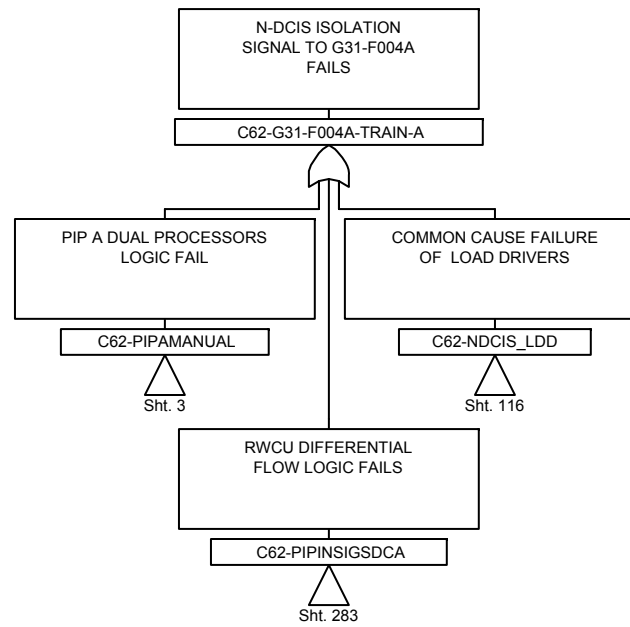 N-DCIS ISOLATION
SIGNAL TO G31-F004A
FAILS
C62-G31-F004A-TRAIN-A
PIP A DUAL PROCESSORS
LOGIC FAIL
C62-PIPAMANUAL
Sht. 3
COMMON CAUSE FAILURE
OF LOAD DRIVERS
C62-NDCIS_LDD
Sht. 116
RWCU DIFFERENTIAL
FLOW LOGIC FAILS
C62-PIPINSIGSDCA
Sht. 283